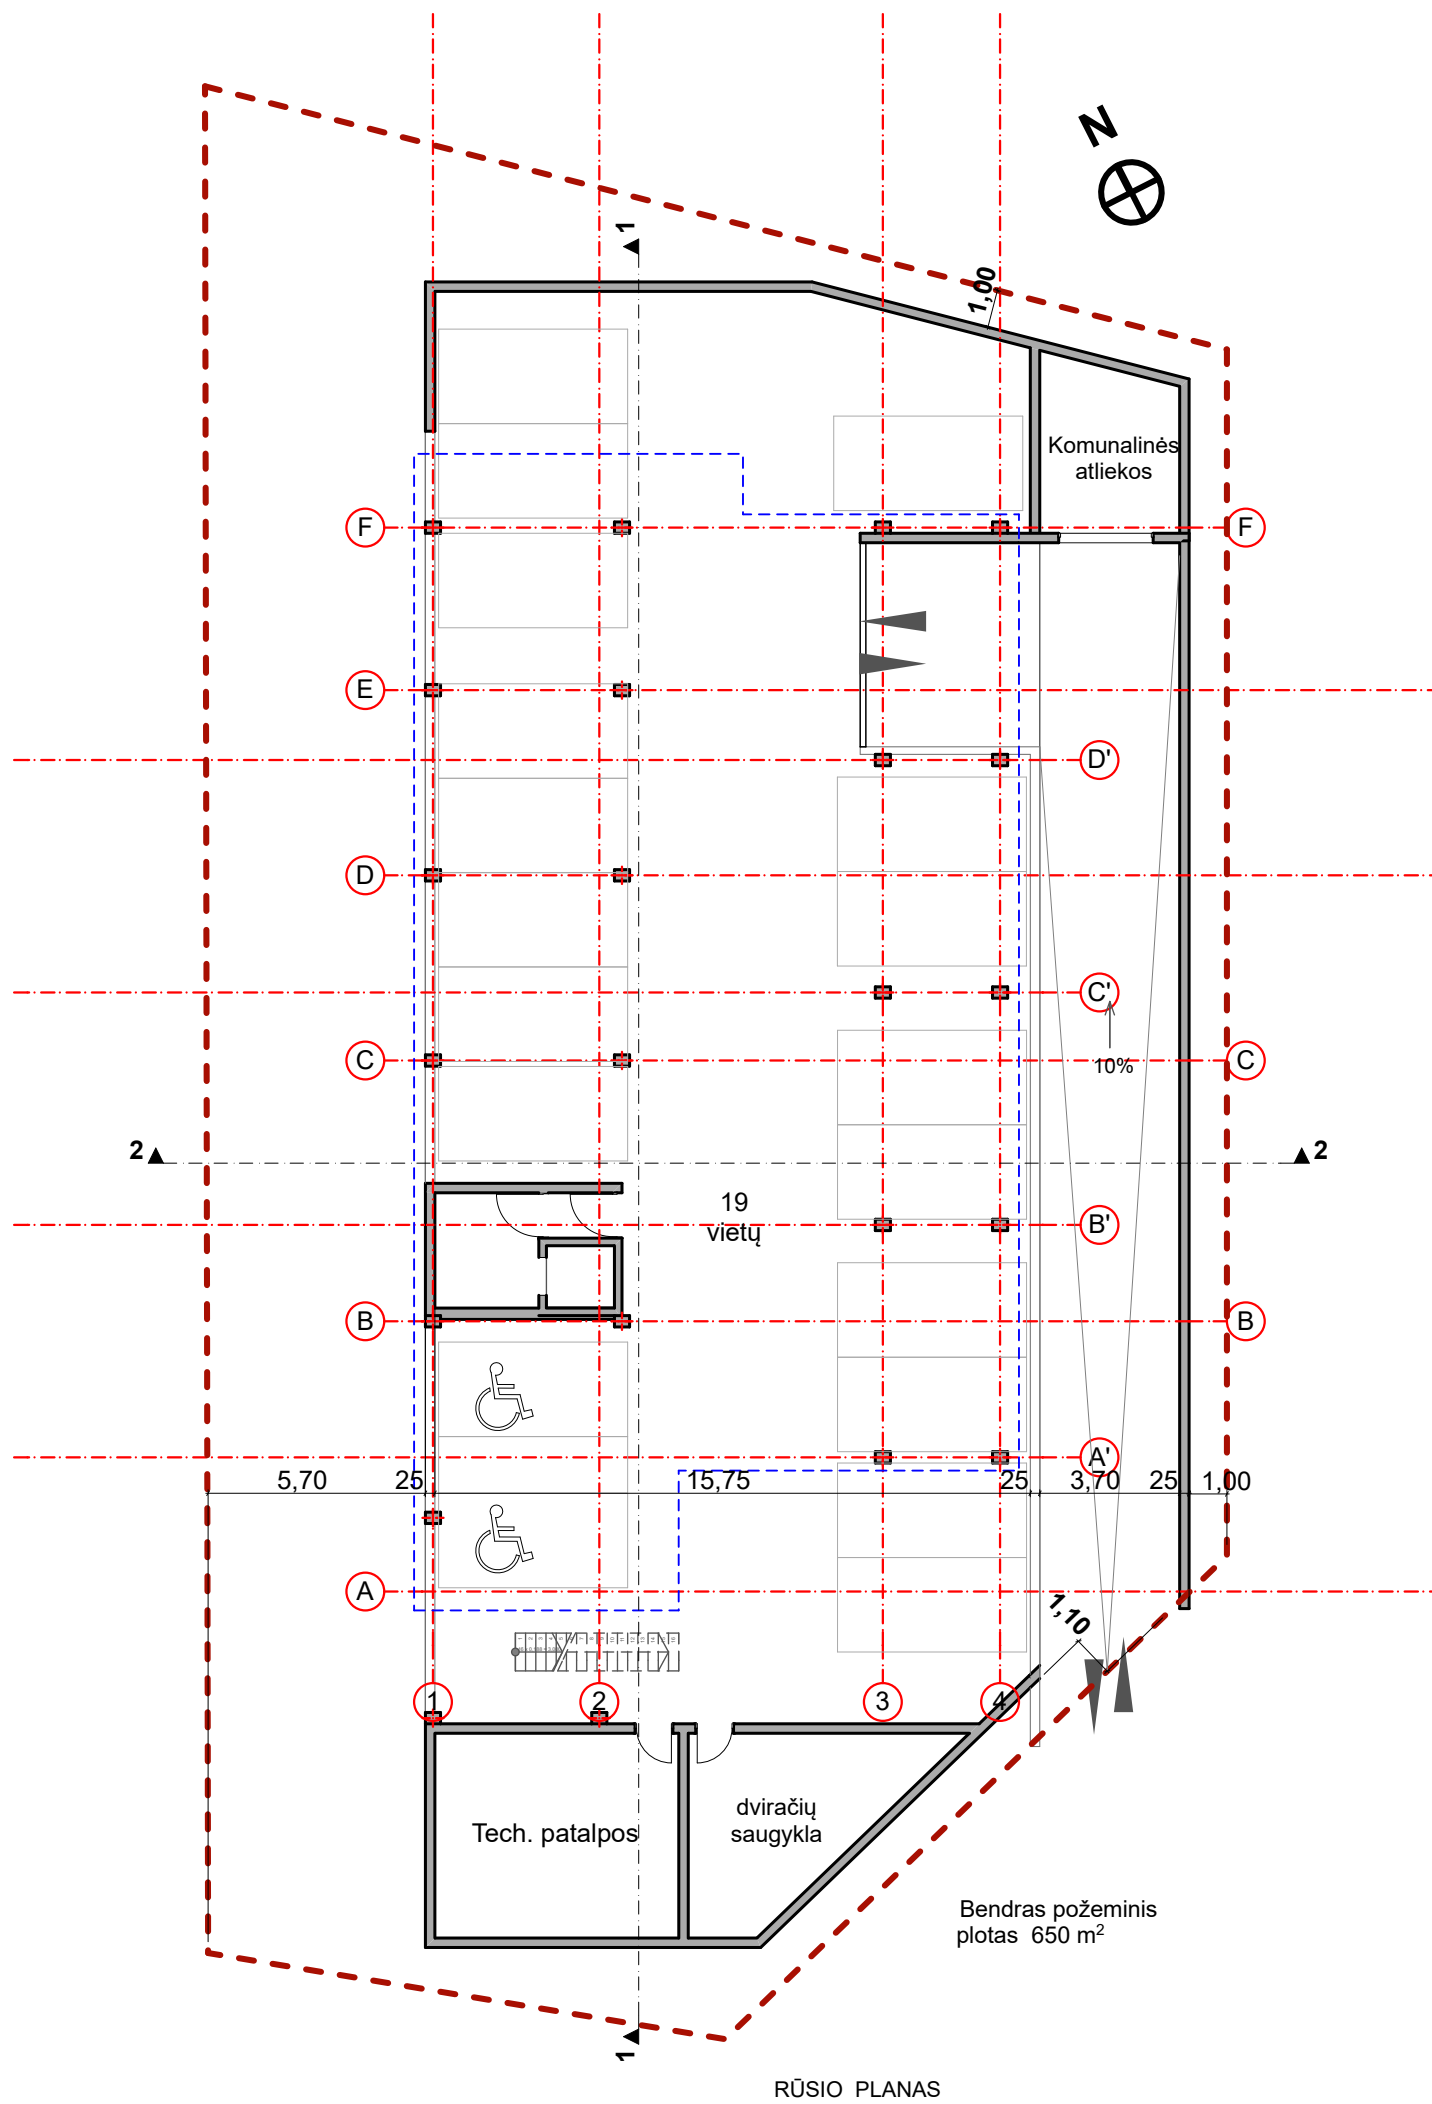 N
1
1,00
Komunalinės
atliekos
F
F
E
D'
D
C'
C
10%
C
2
2
19
vietų
B'
B
B
A'
5,70
25
15,75
25
3,70
25
1,00
A
1,10
1
2
3
4
Tech. patalpos
dviračių
saugykla
Bendras požeminis
plotas 650 m²
1
RŪSIO PLANAS